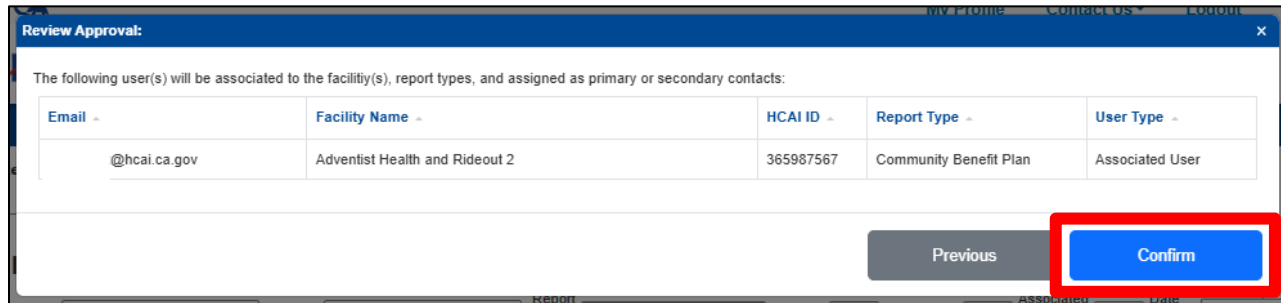 My Profile Contact Us Logout
Review Approval: ×
The following user(s) will be associated to the facilitiy(s), report types, and assigned as primary or secondary contacts:
Email Facility Name HCAI ID Report Type User Type
@hcai.ca.gov Adventist Health and Rideout 2 365987567 Community Benefit Plan Associated User
Previous Confirm
Report Associated Date